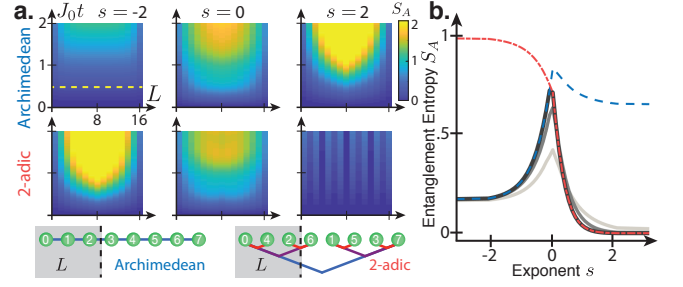 a.
J₀t s = -2
s = 0
s = 2
S_A
b.
Archimedean
2
1
0
8
16
L
2
1
0
2-adic
Entanglement Entropy S_A
1
.5
0
-2
0
2
Exponent s
0 1 2 3 4 5 6 7
L
Archimedean
0 4 2 6 1 5 3 7
L
2-adic